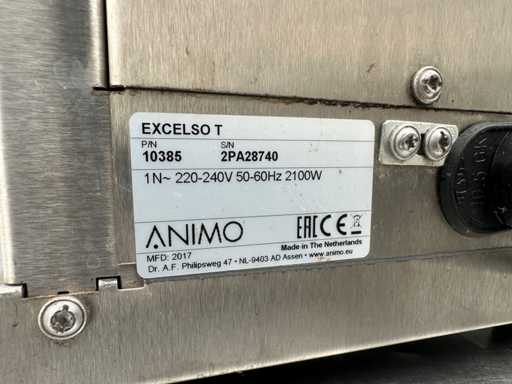 EXCELSO T
P/N S/N
10385 2PA28740
1N~ 220-240V 50-60Hz 2100W
ANIMO EAC CE
Made in The Netherlands
MFD: 2017
Dr. A.F. Philipsweg 47 • NL-9403 AD Assen • www.animo.eu